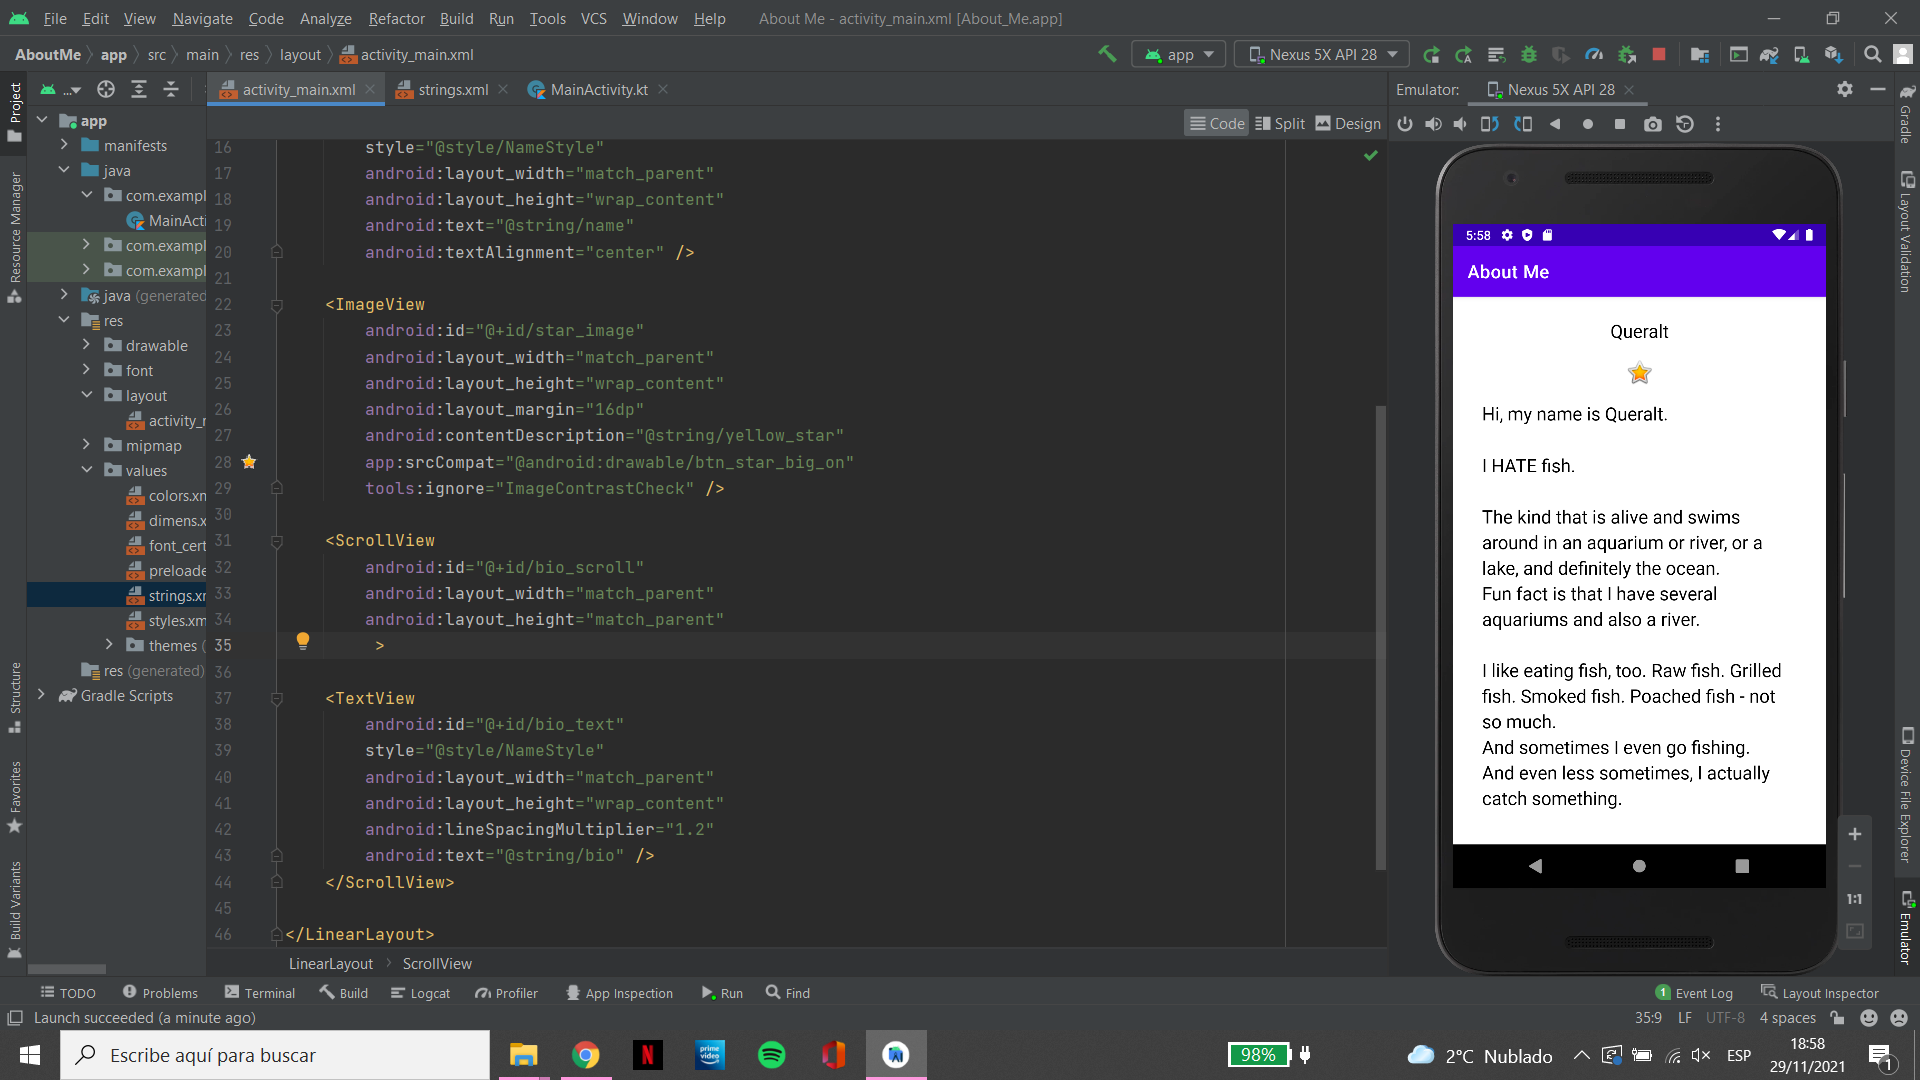 File Edit View Navigate Code Analyze Refactor Build Run Tools VCS Window Help About Me - activity_main.xml [About_Me.app]
AboutMe app src main res layout activity_main.xml
app Nexus 5X API 28
Project
... activity_main.xml strings.xml MainActivity.kt
Emulator: Nexus 5X API 28
Code Split Design
app
manifests
java
com.exampl
MainActi
com.exampl
com.exampl
java (generated)
res
drawable
font
layout
activity_r
mipmap
values
colors.xn
dimens.x
font_cert
preloade
strings.xr
styles.xm
themes (
res (generated)
Gradle Scripts
Resource Manager
Structure
Favorites
Build Variants
16 style="@style/NameStyle"
17 android:layout_width="match_parent"
18 android:layout_height="wrap_content"
19 android:text="@string/name"
20 android:textAlignment="center" />
21
22 <ImageView
23 android:id="@+id/star_image"
24 android:layout_width="match_parent"
25 android:layout_height="wrap_content"
26 android:layout_margin="16dp"
27 android:contentDescription="@string/yellow_star"
28 app:srcCompat="@android:drawable/btn_star_big_on"
29 tools:ignore="ImageContrastCheck" />
30
31 <ScrollView
32 android:id="@+id/bio_scroll"
33 android:layout_width="match_parent"
34 android:layout_height="match_parent"
35 >
36
37 <TextView
38 android:id="@+id/bio_text"
39 style="@style/NameStyle"
40 android:layout_width="match_parent"
41 android:layout_height="wrap_content"
42 android:lineSpacingMultiplier="1.2"
43 android:text="@string/bio" />
44 </ScrollView>
45
46 </LinearLayout>
LinearLayout ScrollView
5:58
About Me
Queralt
Hi, my name is Queralt.
I HATE fish.
The kind that is alive and swims
around in an aquarium or river, or a
lake, and definitely the ocean.
Fun fact is that I have several
aquariums and also a river.
I like eating fish, too. Raw fish. Grilled
fish. Smoked fish. Poached fish - not
so much.
And sometimes I even go fishing.
And even less sometimes, I actually
catch something.
1:1
Gradle
Layout Validation
Device File Explorer
Emulator
TODO Problems Terminal Build Logcat Profiler App Inspection Run Find 1 Event Log Layout Inspector
Launch succeeded (a minute ago) 35:9 LF UTF-8 4 spaces
Escribe aquí para buscar
N
prime video
98%
2°C Nublado
ESP
18:58
29/11/2021
1